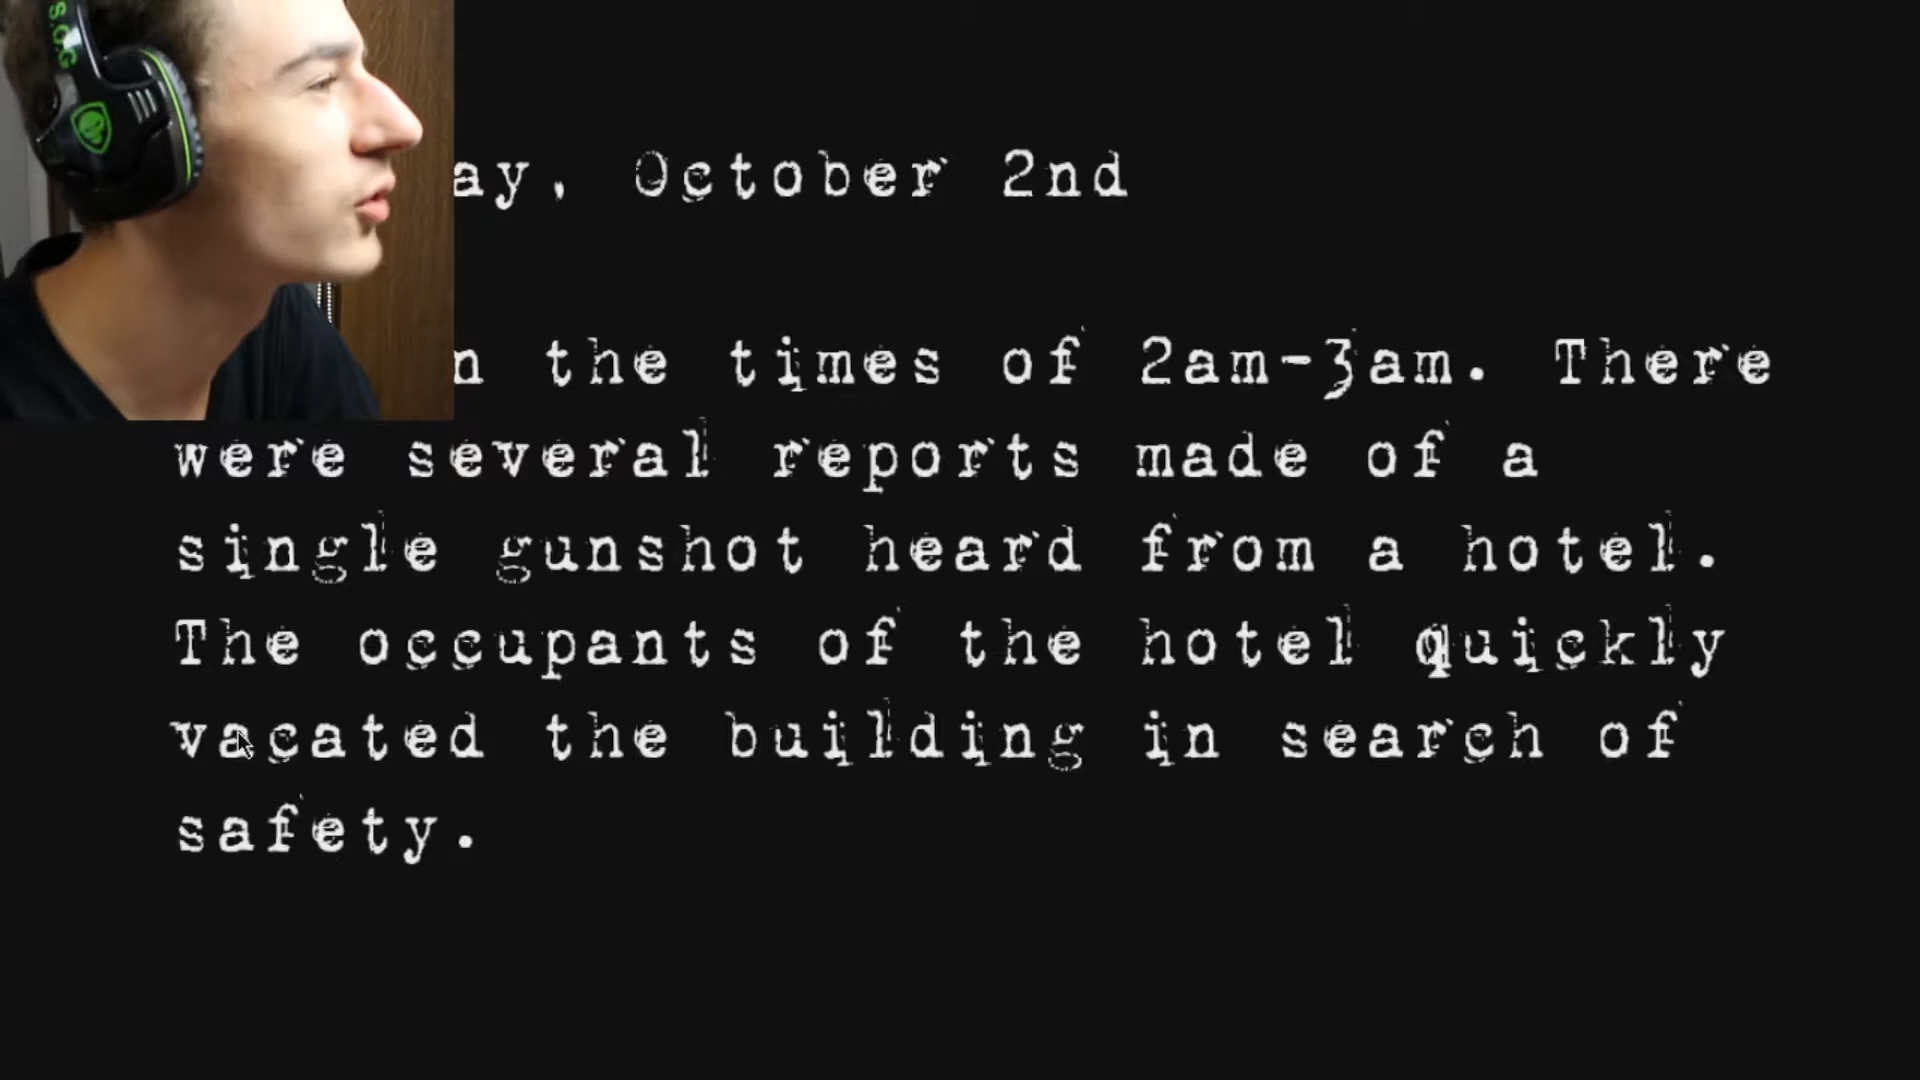 S.O.G
ay, October 2nd
n the times of 2am-3am. There
were several reports made of a
single gunshot heard from a hotel.
The occupants of the hotel quickly
vacated the building in search of
safety.